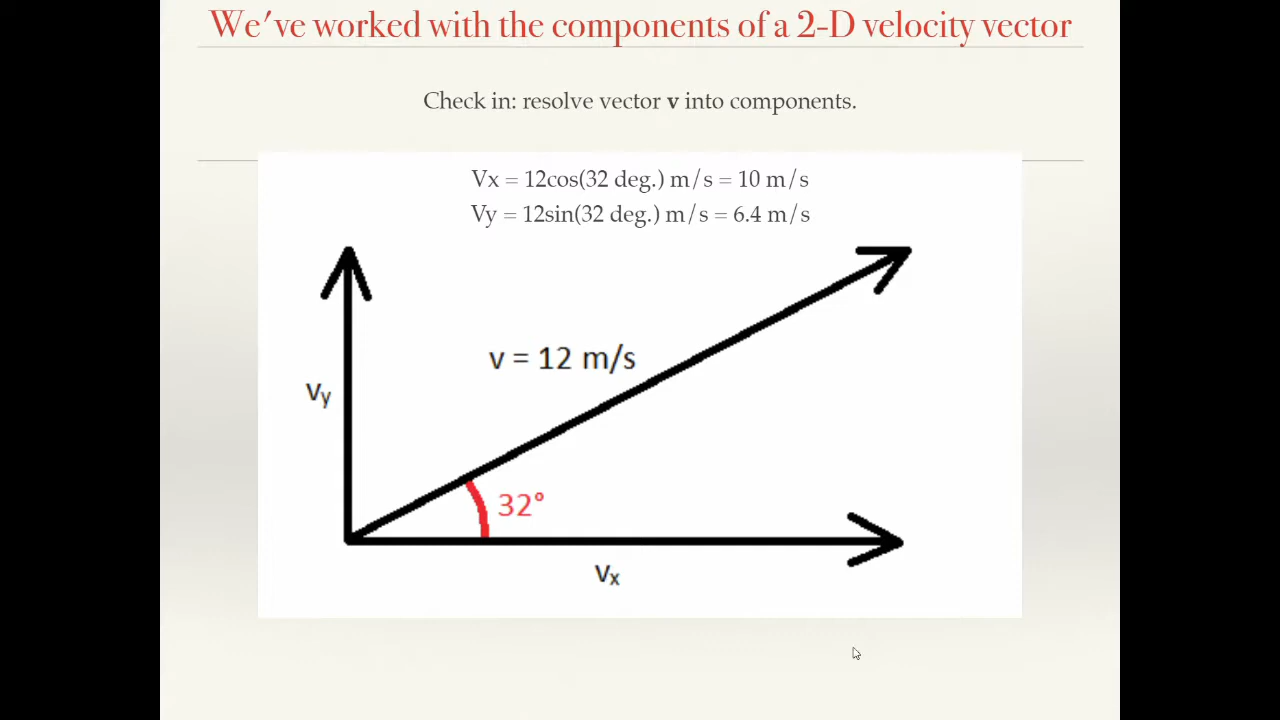 We've worked with the components of a 2-D velocity vector
Check in: resolve vector v into components.
Vx = 12cos(32 deg.) m/s = 10 m/s
Vy = 12sin(32 deg.) m/s = 6.4 m/s
v = 12 m/s
vy
32°
vx